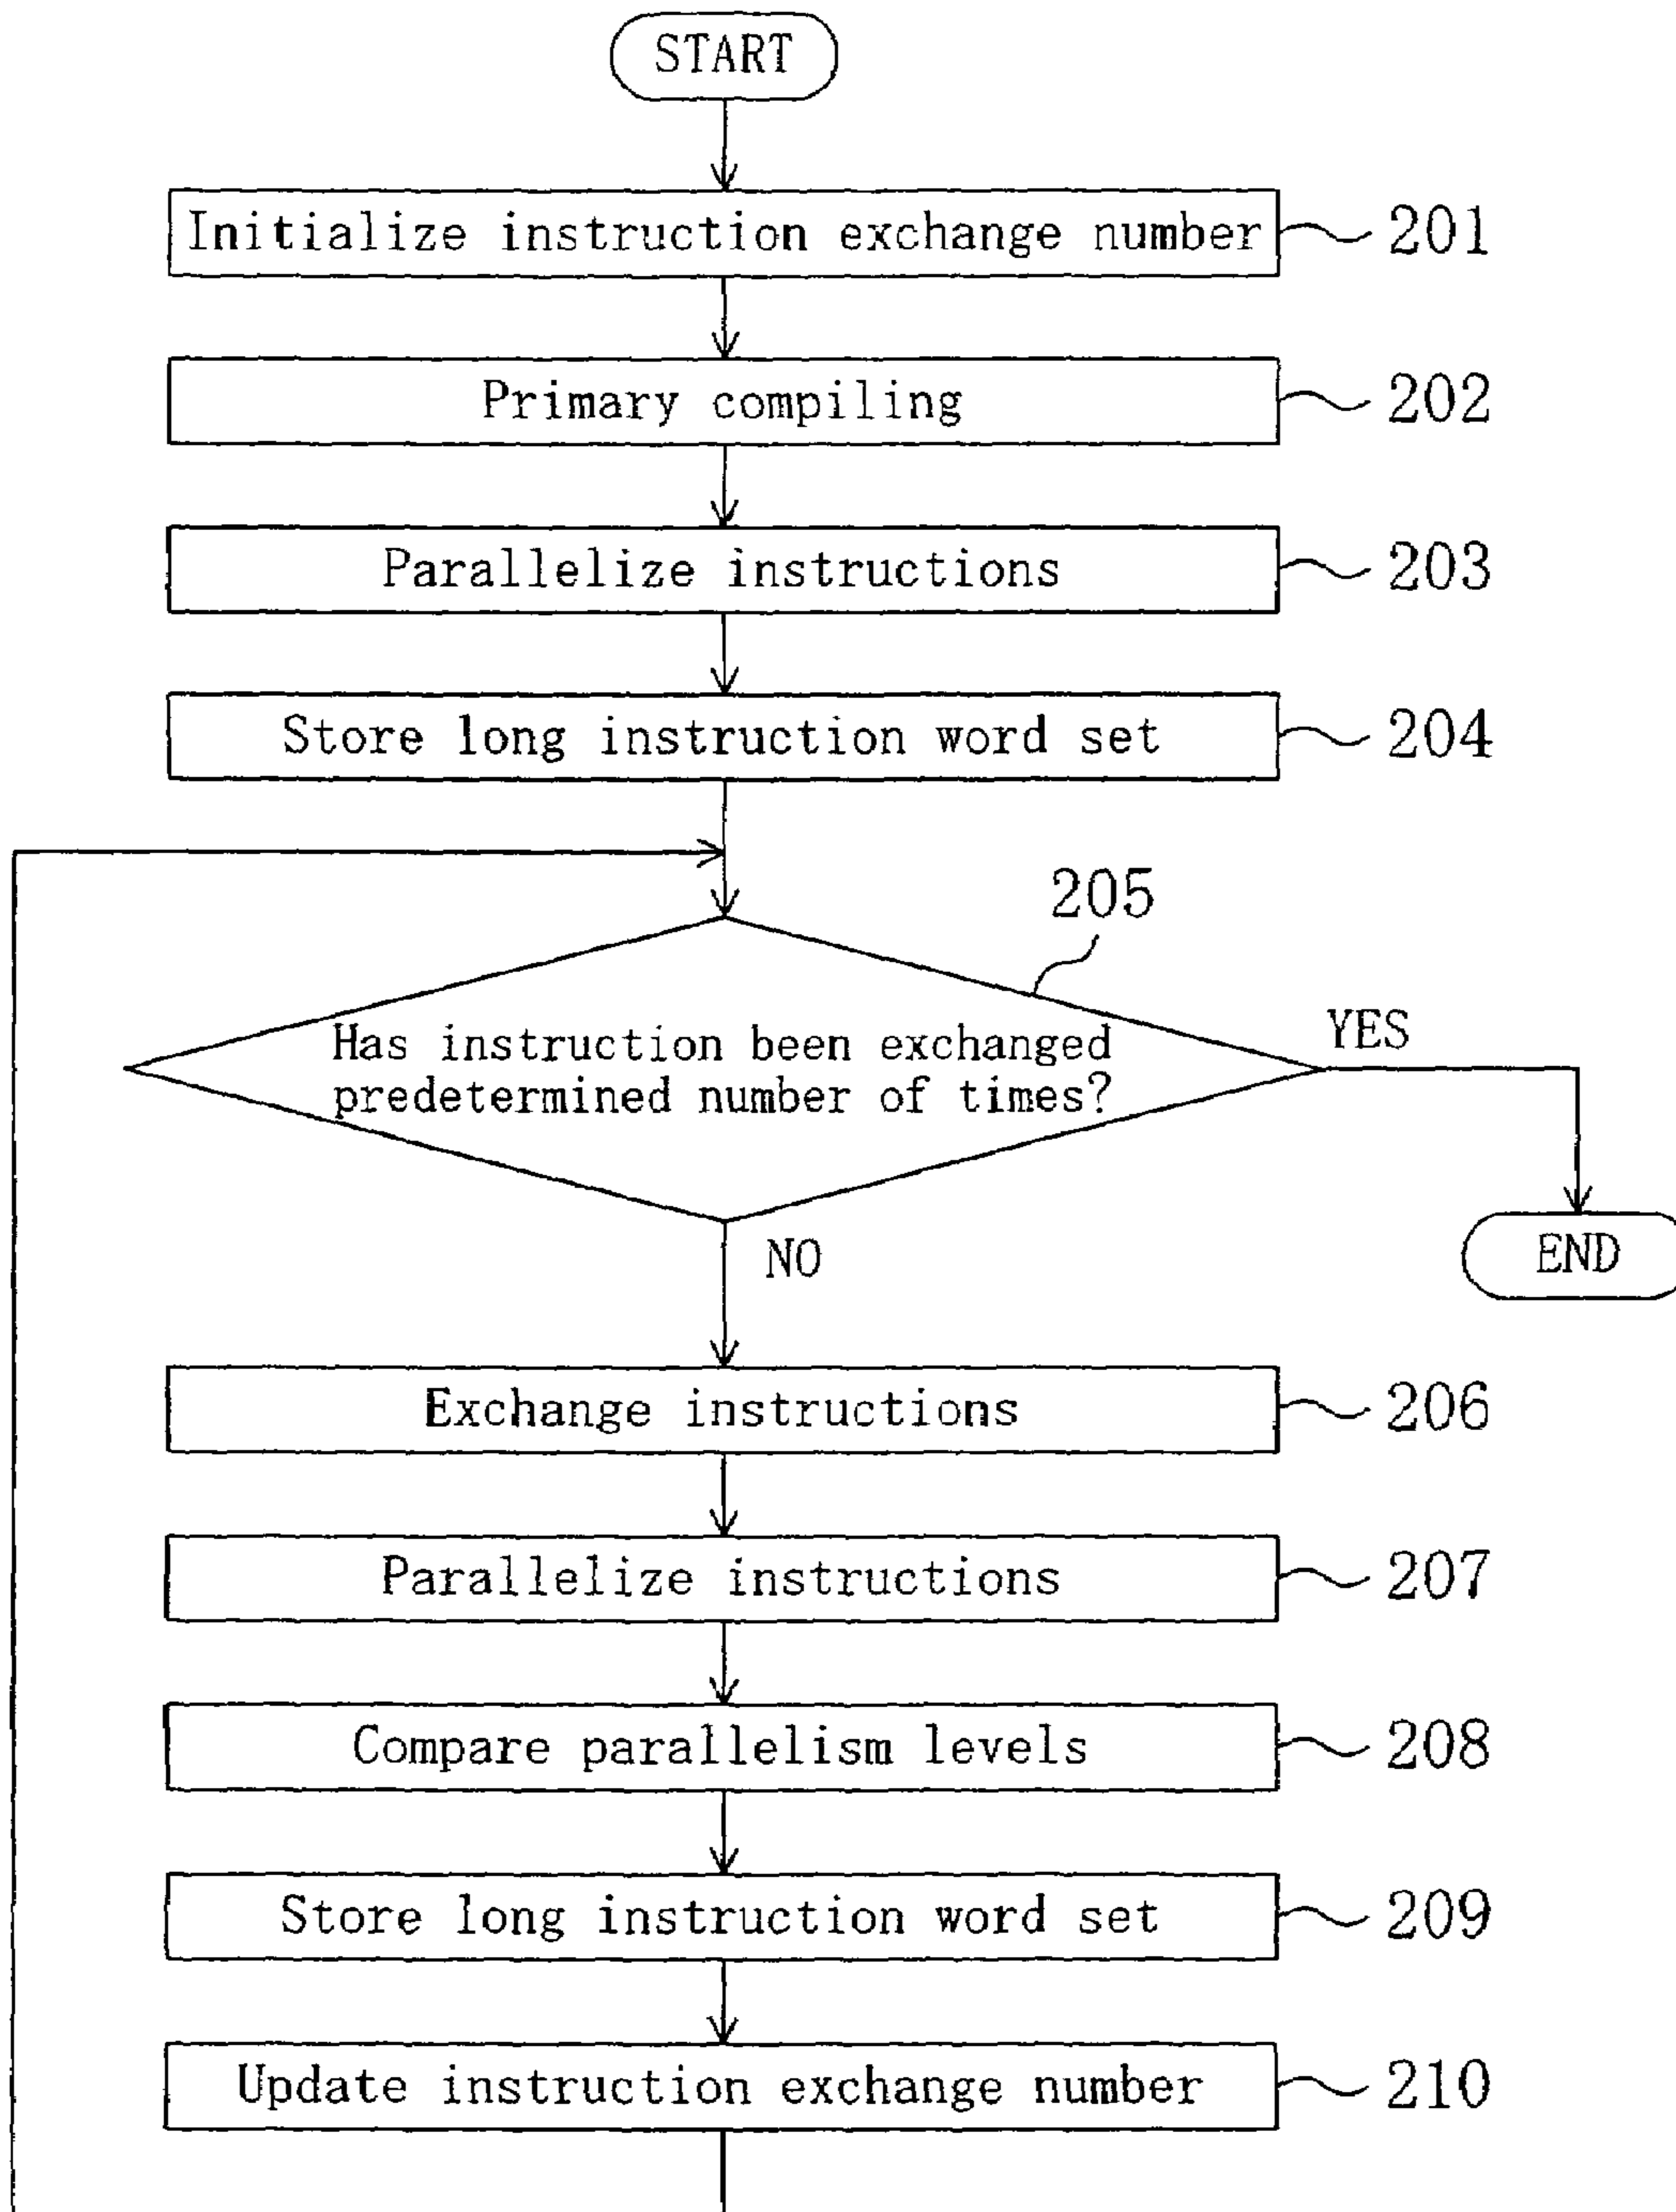 START
Initialize instruction exchange number
201
Primary compiling
202
Parallelize instructions
203
Store long instruction word set
204
205
Has instruction been exchanged
predetermined number of times?
YES
NO
END
Exchange instructions
206
Parallelize instructions
207
Compare parallelism levels
208
Store long instruction word set
209
Update instruction exchange number
210